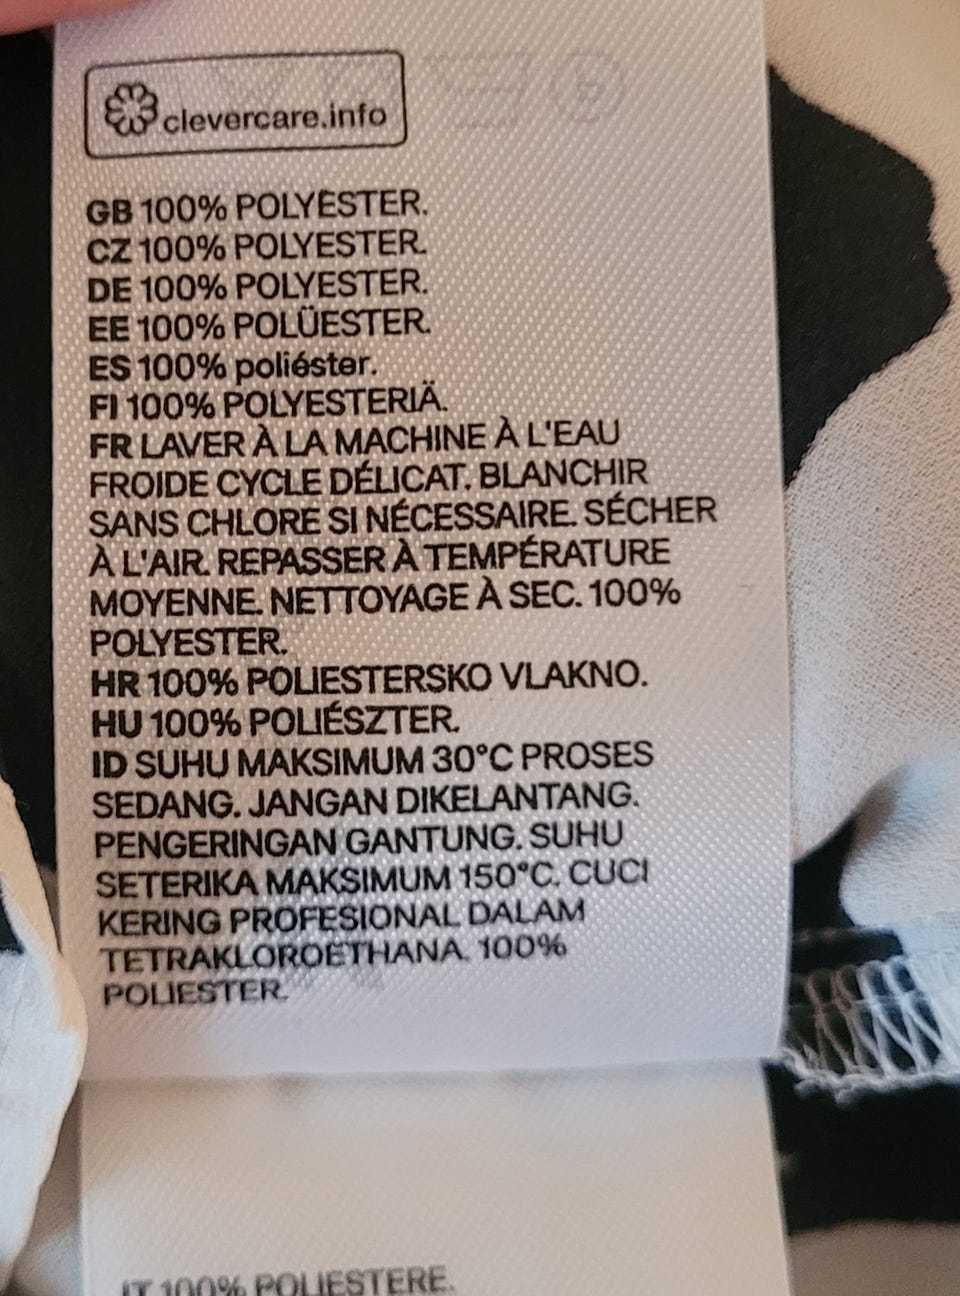 clevercare.info
GB 100% POLYESTER.
CZ 100% POLYESTER.
DE 100% POLYESTER.
EE 100% POLÜESTER.
ES 100% poliéster.
FI 100% POLYESTERIÄ.
FR LAVER À LA MACHINE À L'EAU
FROIDE CYCLE DÉLICAT. BLANCHIR
SANS CHLORE SI NÉCESSAIRE. SÉCHER
À L'AIR. REPASSER À TEMPÉRATURE
MOYENNE. NETTOYAGE À SEC. 100%
POLYESTER.
HR 100% POLIESTERSKO VLAKNO.
HU 100% POLIÉSZTER.
ID SUHU MAKSIMUM 30°C PROSES
SEDANG. JANGAN DIKELANTANG.
PENGERINGAN GANTUNG. SUHU
SETERIKA MAKSIMUM 150°C. CUCI
KERING PROFESIONAL DALAM
TETRAKLOROETHANA. 100%
POLIESTER.
IT 100% POLIESTERE.